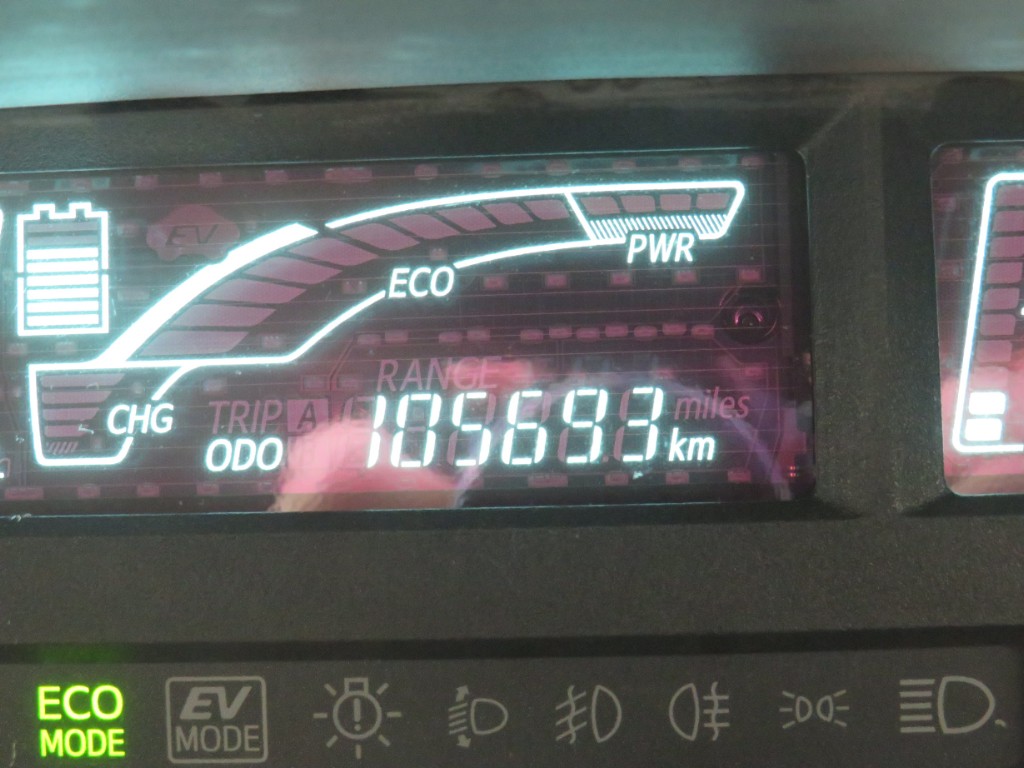 EV
PWR
ECO
RANGE
CHG
TRIP A
miles
ODO 105693 km
ECO MODE
EV MODE